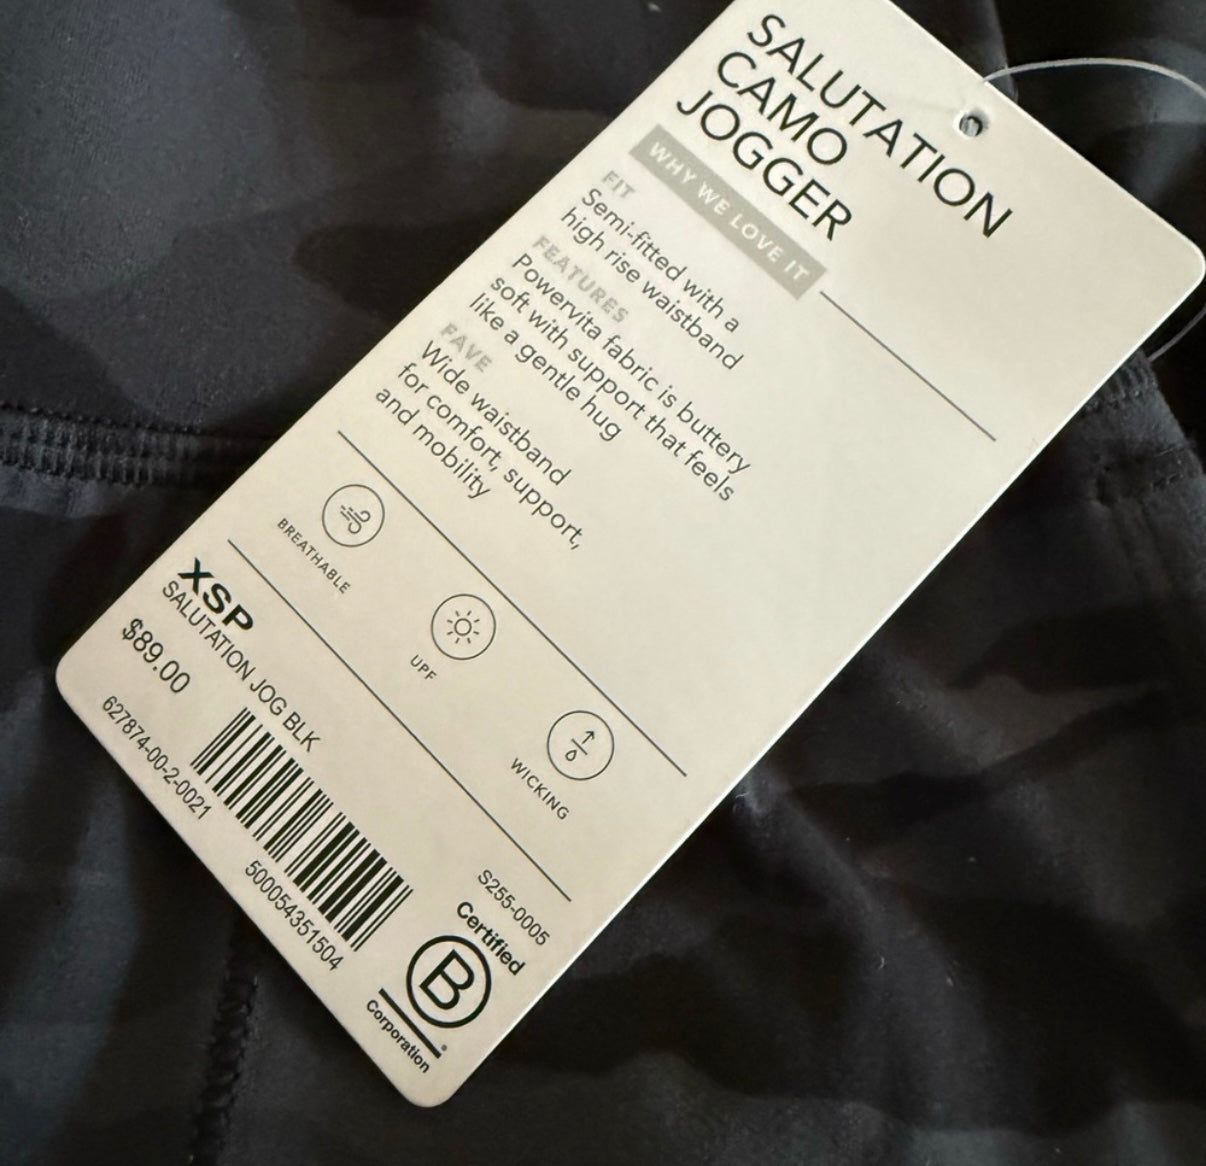 SALUTATION
CAMO
JOGGER
WHY WE LOVE IT
FIT
Semi-fitted with a
high rise waistband
FEATURES
Powervita fabric is buttery
soft with support that feels
like a gentle hug
FAVE
Wide waistband
for comfort, support,
and mobility
BREATHABLE
UPF
WICKING
XSP
SALUTATION JOG BLK
$89.00
627874-00-2-0021
500054351504
S255-0005
Certified
B
Corporation